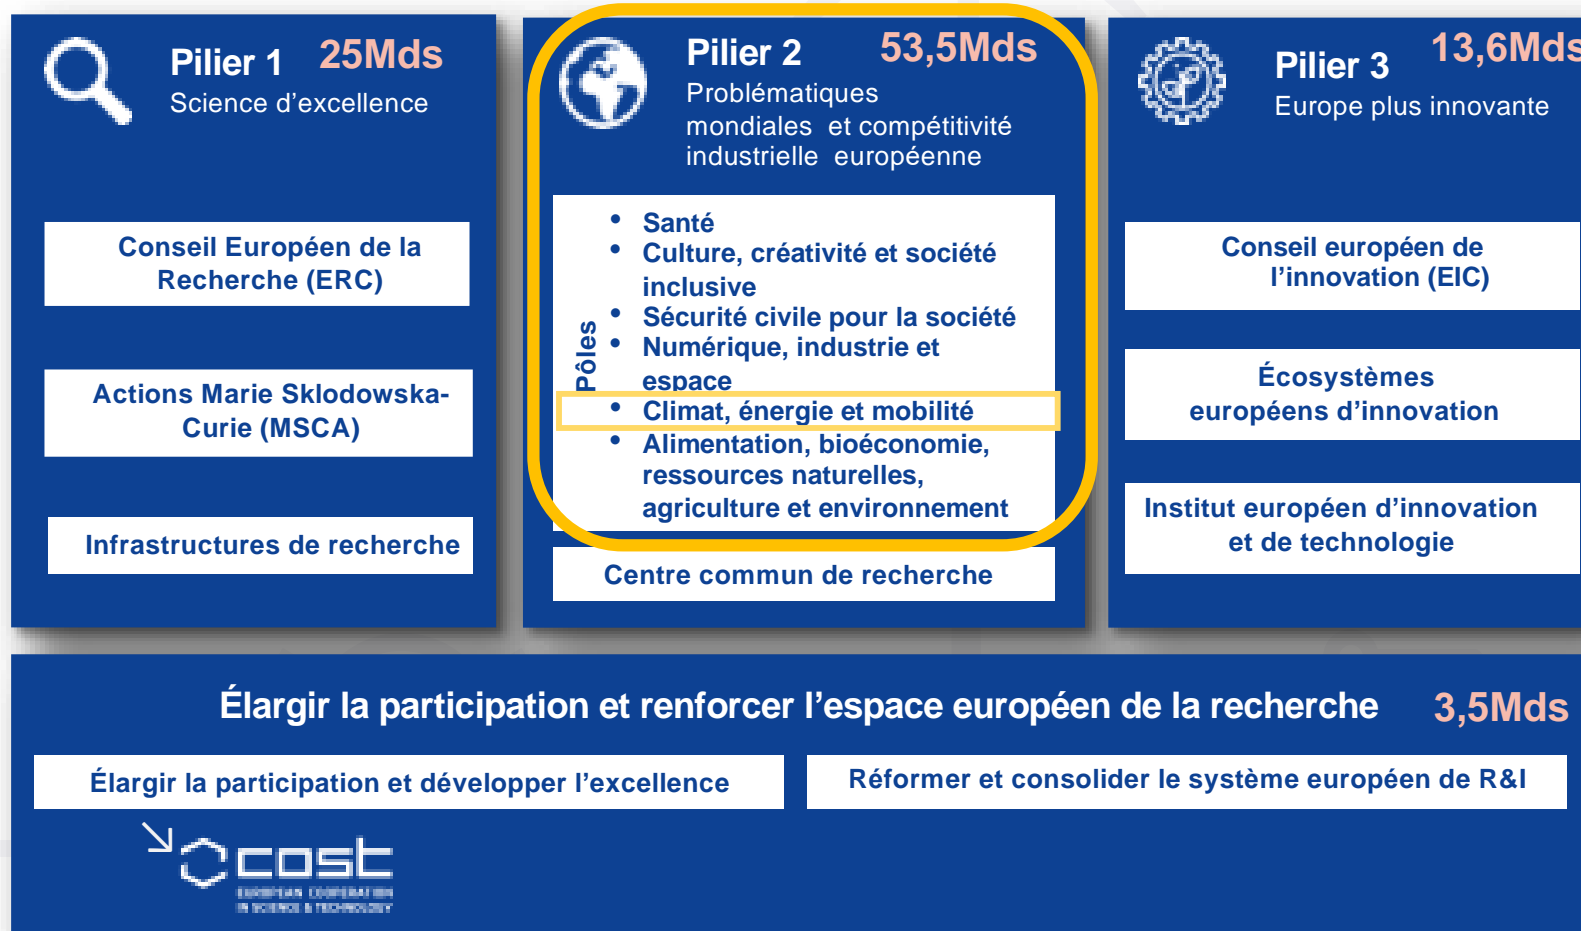 Pilier 1 25Mds
Science d’excellence
Conseil Européen de la
Recherche (ERC)
Actions Marie Sklodowska-
Curie (MSCA)
Infrastructures de recherche
Pilier 2 53,5Mds
Problématiques
mondiales et compétitivité
industrielle européenne
Pôles
• Santé
• Culture, créativité et société
inclusive
• Sécurité civile pour la société
• Numérique, industrie et
espace
• Climat, énergie et mobilité
• Alimentation, bioéconomie,
ressources naturelles,
agriculture et environnement
Centre commun de recherche
Pilier 3 13,6Mds
Europe plus innovante
Conseil européen de
l’innovation (EIC)
Écosystèmes
européens d’innovation
Institut européen d’innovation
et de technologie
Élargir la participation et renforcer l’espace européen de la recherche 3,5Mds
Élargir la participation et développer l’excellence
Réformer et consolider le système européen de R&I
cost
EUROPEAN COOPERATION
IN SCIENCE & TECHNOLOGY